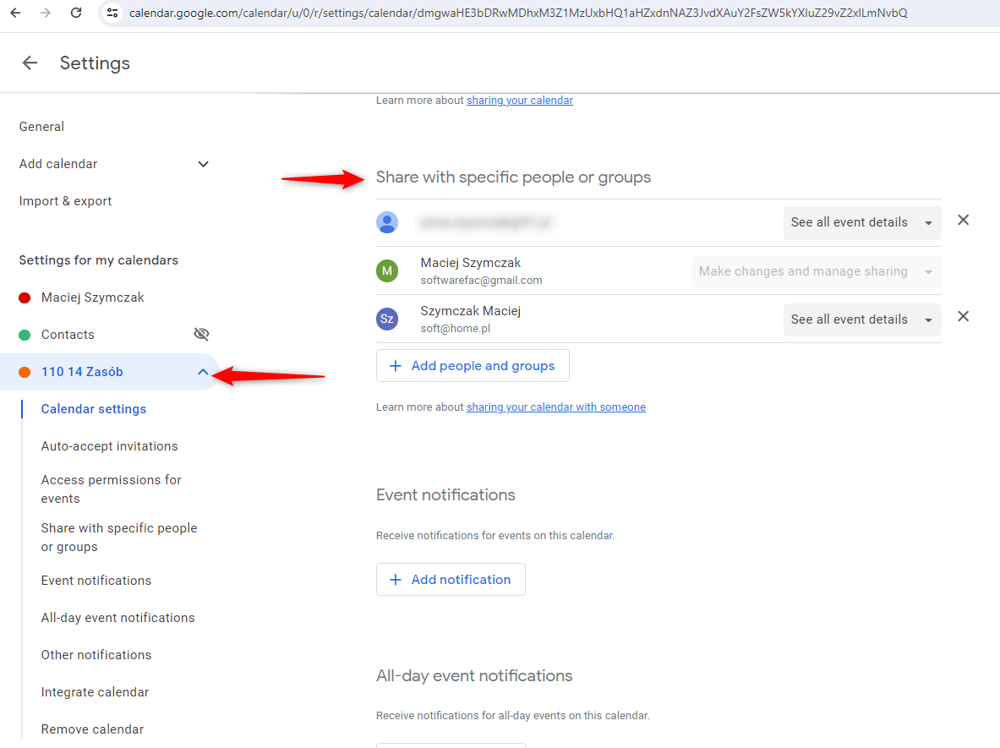 calendar.google.com/calendar/u/0/r/settings/calendar/dmgwaHE3bDRwMDhxM3Z1MzUxbHQ1aHZxdnNAZ3JvdXAuY2FsZW5kYXIuZ29vZ2xlLmNvbQ
Settings
General
Add calendar
Import & export
Settings for my calendars
Maciej Szymczak
Contacts
110 14 Zasób
Calendar settings
Auto-accept invitations
Access permissions for
events
Share with specific people
or groups
Event notifications
All-day event notifications
Other notifications
Integrate calendar
Remove calendar
Learn more about sharing your calendar
Share with specific people or groups
See all event details
M
Maciej Szymczak
softwarefac@gmail.com
Make changes and manage sharing
Sz
Szymczak Maciej
soft@home.pl
See all event details
Add people and groups
Learn more about sharing your calendar with someone
Event notifications
Receive notifications for events on this calendar.
Add notification
All-day event notifications
Receive notifications for all-day events on this calendar.